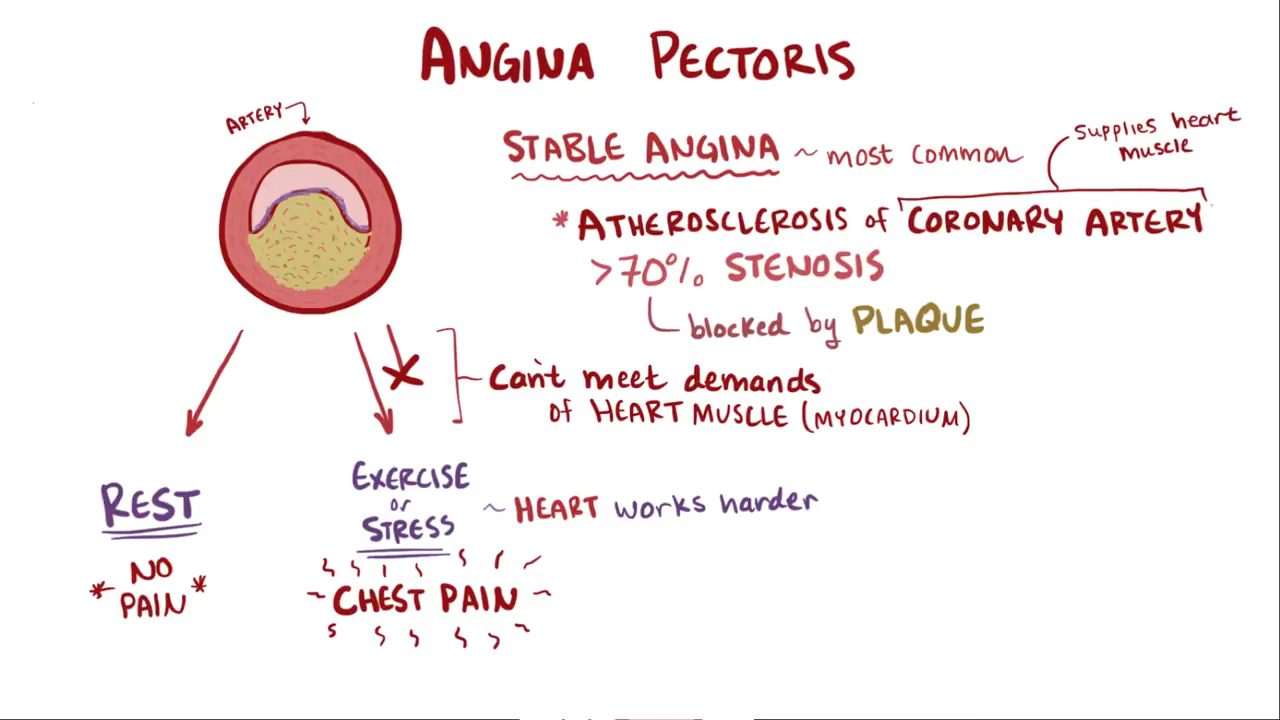 ANGINA PECTORIS
ARTERY
STABLE ANGINA ~ most common
Supplies heart
muscle
* ATHEROSCLEROSIS of CORONARY ARTERY
>70% STENOSIS
blocked by PLAQUE
Can't meet demands
of HEART MUSCLE (MYOCARDIUM)
REST
* NO
PAIN *
EXERCISE
or
STRESS
~ HEART works harder
~ CHEST PAIN ~